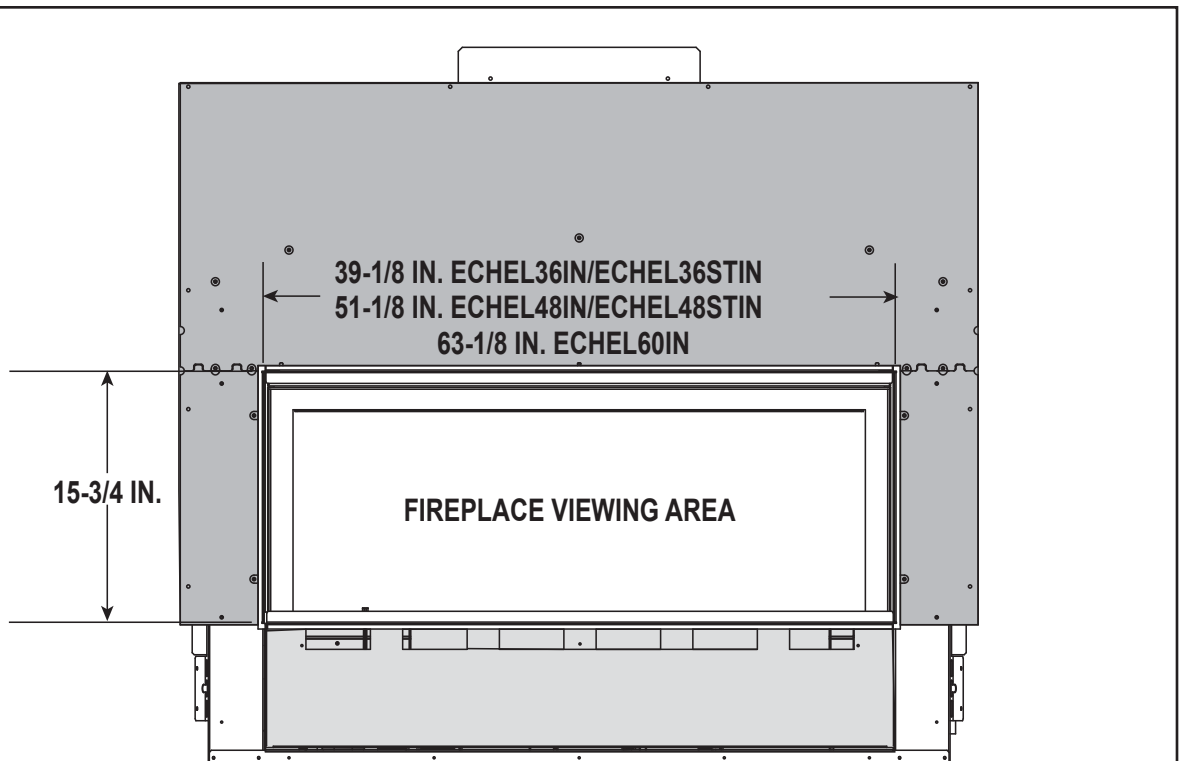 39-1/8 IN. ECHEL36IN/ECHEL36STIN
51-1/8 IN. ECHEL48IN/ECHEL48STIN
63-1/8 IN. ECHEL60IN
15-3/4 IN.
FIREPLACE VIEWING AREA